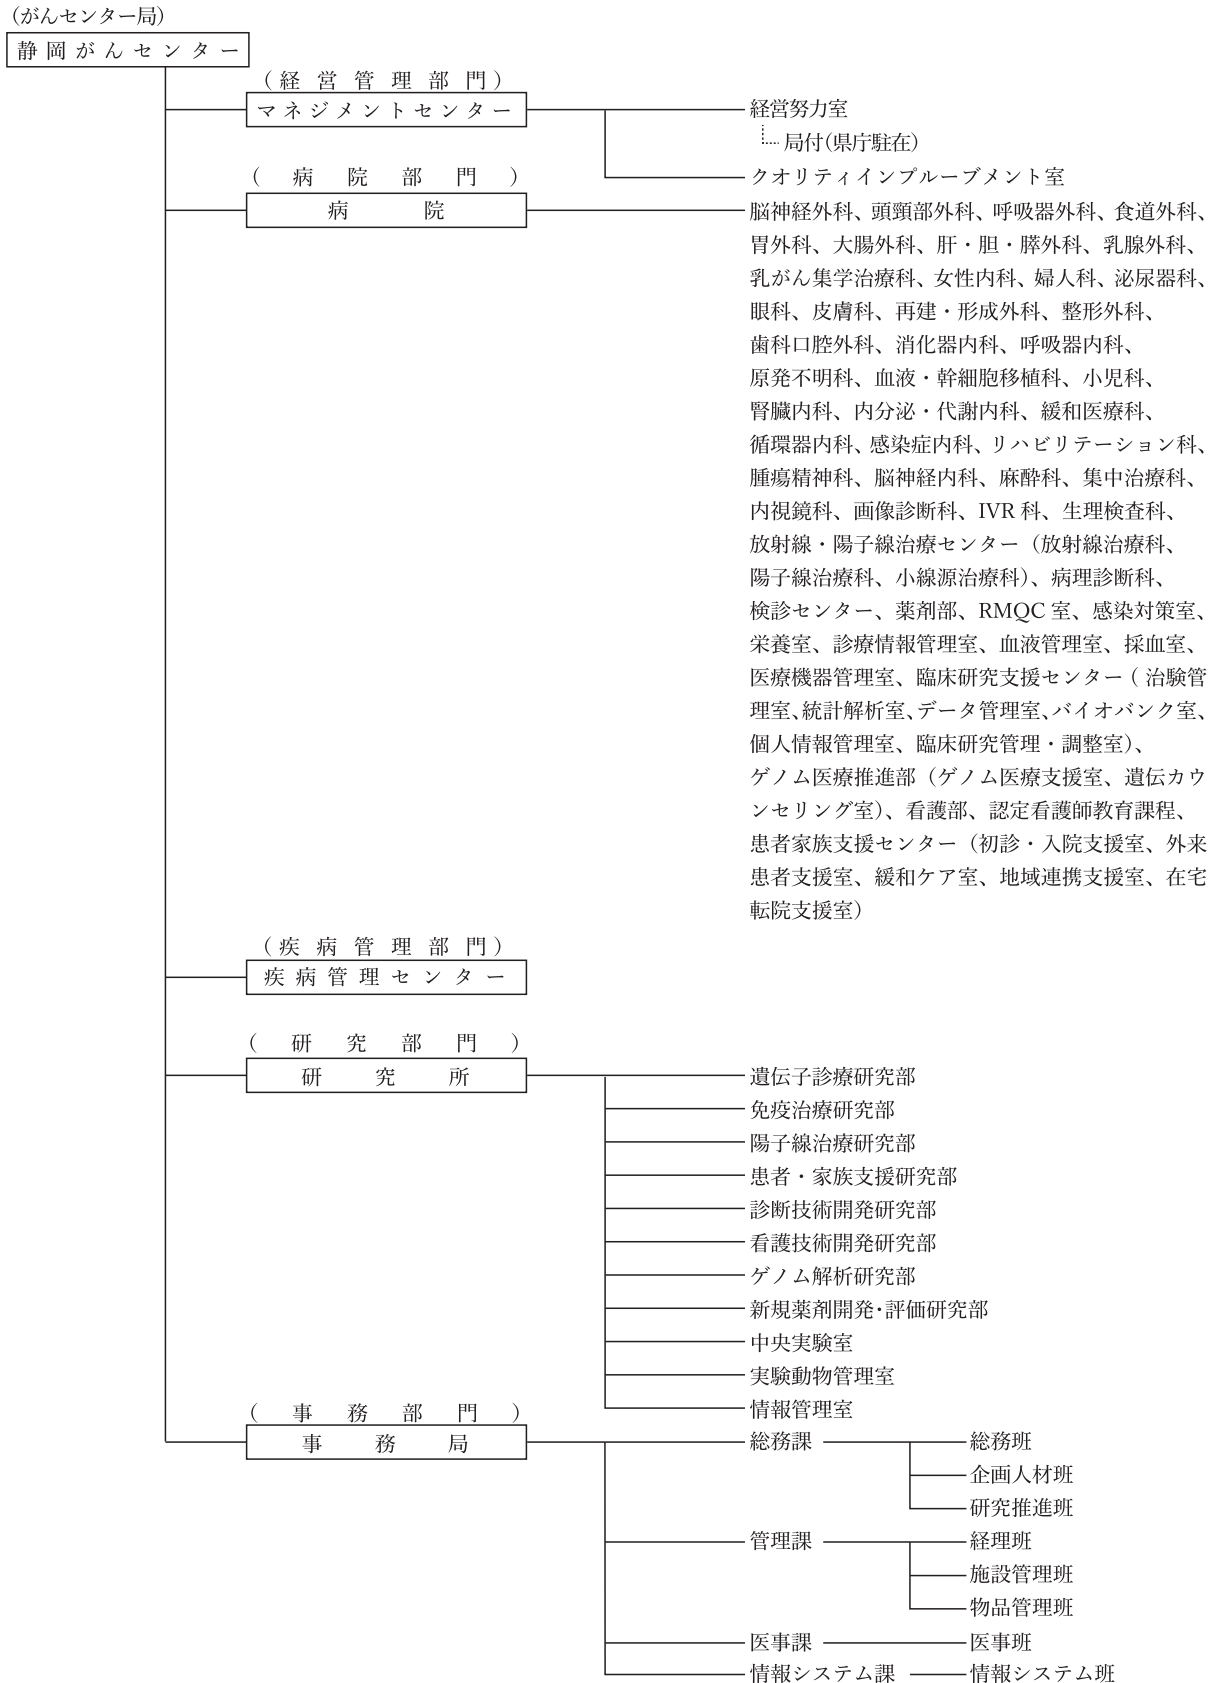 （がんセンター局）
静岡がんセンター
（経営管理部門）
マネジメントセンター
経営努力室
局付（県庁駐在）
クオリティインプルーブメント室
（病院部門）
病院
脳神経外科、頭頸部外科、呼吸器外科、食道外科、
胃外科、大腸外科、肝・胆・膵外科、乳腺外科、
乳がん集学治療科、女性内科、婦人科、泌尿器科、
眼科、皮膚科、再建・形成外科、整形外科、
歯科口腔外科、消化器内科、呼吸器内科、
原発不明科、血液・幹細胞移植科、小児科、
腎臓内科、内分泌・代謝内科、緩和医療科、
循環器内科、感染症内科、リハビリテーション科、
腫瘍精神科、脳神経内科、麻酔科、集中治療科、
内視鏡科、画像診断科、IVR 科、生理検査科、
放射線・陽子線治療センター（放射線治療科、
陽子線治療科、小線源治療科）、病理診断科、
検診センター、薬剤部、RMQC 室、感染対策室、
栄養室、診療情報管理室、血液管理室、採血室、
医療機器管理室、臨床研究支援センター（ 治験管
理室、統計解析室、データ管理室、バイオバンク室、
個人情報管理室、臨床研究管理・調整室）、
ゲノム医療推進部（ゲノム医療支援室、遺伝カウ
ンセリング室）、看護部、認定看護師教育課程、
患者家族支援センター（初診・入院支援室、外来
患者支援室、緩和ケア室、地域連携支援室、在宅
転院支援室）
（疾病管理部門）
疾病管理センター
（研究部門）
研究所
遺伝子診療研究部
免疫治療研究部
陽子線治療研究部
患者・家族支援研究部
診断技術開発研究部
看護技術開発研究部
ゲノム解析研究部
新規薬剤開発・評価研究部
中央実験室
実験動物管理室
情報管理室
（事務部門）
事務局
総務課 総務班
企画人材班
研究推進班
管理課 経理班
施設管理班
物品管理班
医事課 医事班
情報システム課 情報システム班